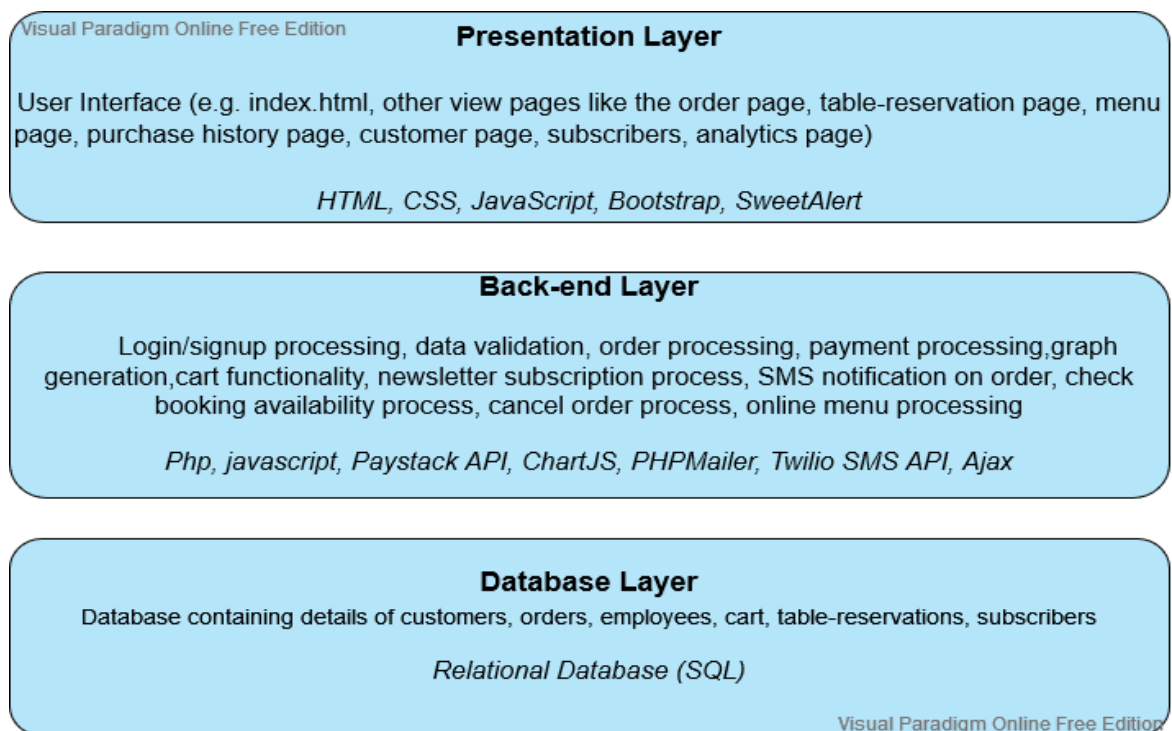 Visual Paradigm Online Free Edition
Presentation Layer
User Interface (e.g. index.html, other view pages like the order page, table-reservation page, menu
page, purchase history page, customer page, subscribers, analytics page)
HTML, CSS, JavaScript, Bootstrap, SweetAlert
Back-end Layer
Login/signup processing, data validation, order processing, payment processing,graph
generation,cart functionality, newsletter subscription process, SMS notification on order, check
booking availability process, cancel order process, online menu processing
Php, javascript, Paystack API, ChartJS, PHPMailer, Twilio SMS API, Ajax
Database Layer
Database containing details of customers, orders, employees, cart, table-reservations, subscribers
Relational Database (SQL)
Visual Paradigm Online Free Edition